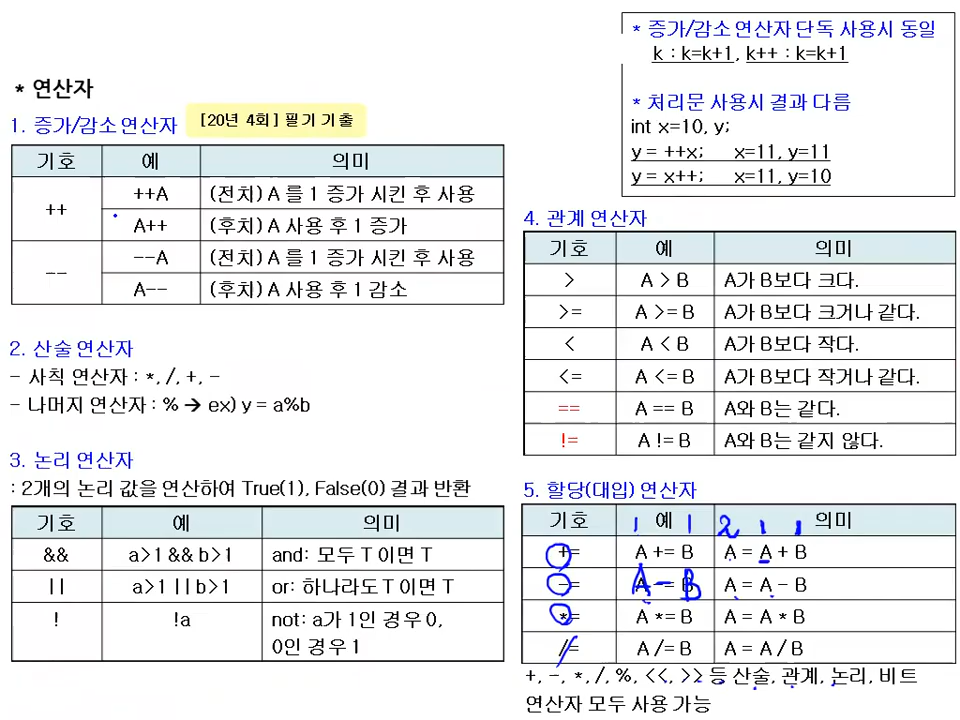 * 연산자
1. 증가/감소 연산자 [20년 4회] 필기 기출
기호 예 의미
++ ++A (전치) A 를 1 증가 시킨 후 사용
A++ (후치) A 사용 후 1 증가
-- --A (전치) A 를 1 증가 시킨 후 사용
A-- (후치) A 사용 후 1 감소
2. 산술 연산자
- 사칙 연산자 : *, /, +, -
- 나머지 연산자 : % → ex) y = a%b
3. 논리 연산자
: 2개의 논리 값을 연산하여 True(1), False(0) 결과 반환
기호 예 의미
&& a>1 && b>1 and: 모두 T 이면 T
|| a>1 || b>1 or: 하나라도 T 이면 T
! !a not: a가 1인 경우 0,
0인 경우 1
* 증가/감소 연산자 단독 사용시 동일
k : k=k+1, k++ : k=k+1
* 처리문 사용시 결과 다름
int x=10, y;
y = ++x; x=11, y=11
y = x++; x=11, y=10
4. 관계 연산자
기호 예 의미
> A > B A가 B보다 크다.
>= A >= B A가 B보다 크거나 같다.
< A < B A가 B보다 작다.
<= A <= B A가 B보다 작거나 같다.
== A == B A와 B는 같다.
!= A != B A와 B는 같지 않다.
5. 할당(대입) 연산자
기호 예 의미
1 1 2 1 1
+= A += B A = A + B
-= A -= B A = A - B
A - B
*= A *= B A = A * B
/= A /= B A = A / B
+, -, *, /, %, <<, >> 등 산술, 관계, 논리, 비트
연산자 모두 사용 가능